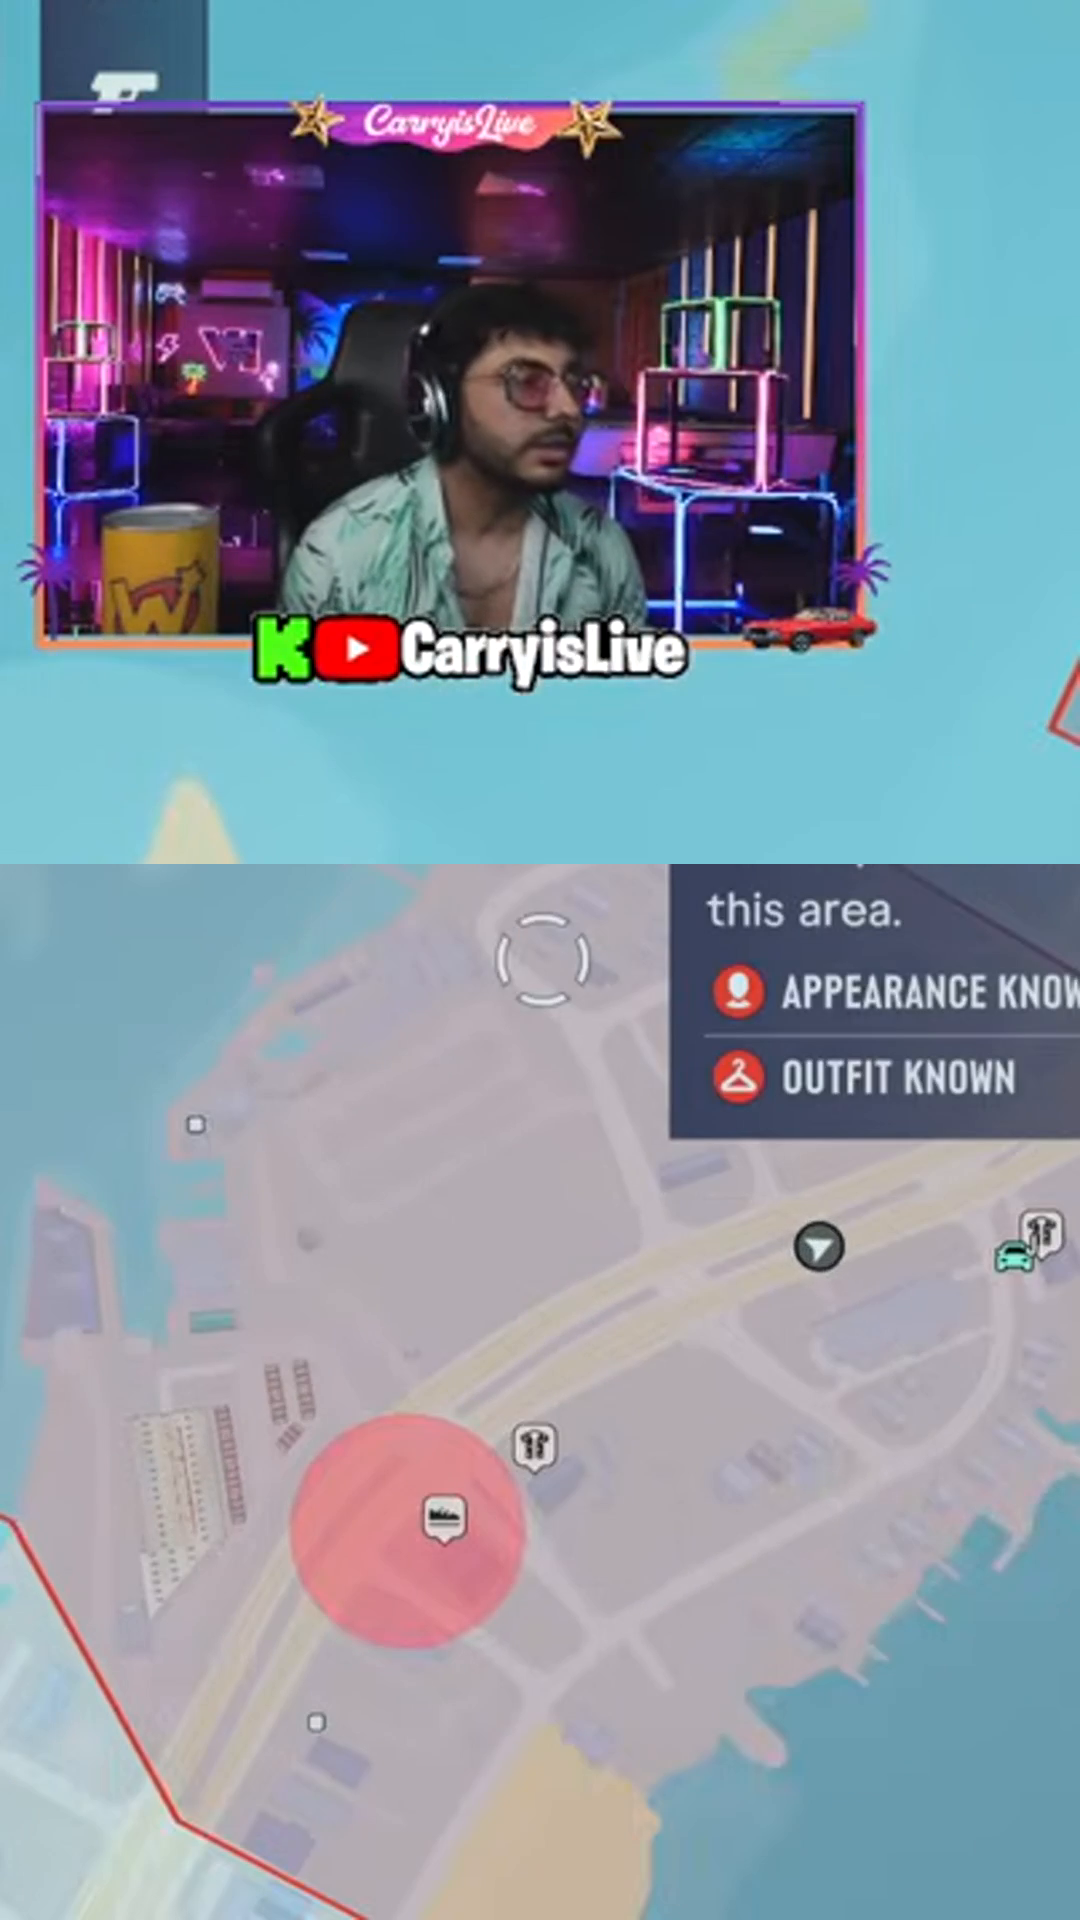 CarryisLive
W
K CarryisLive
this area.
APPEARANCE KNOW
OUTFIT KNOWN